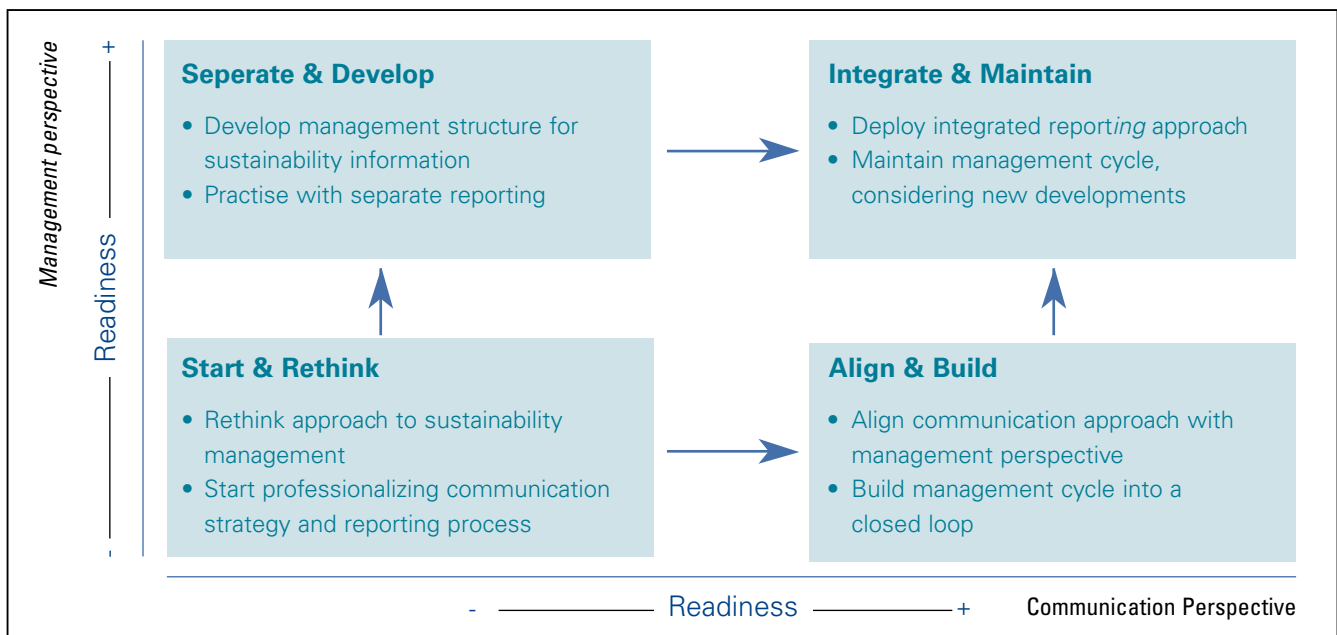 Management perspective
+
Readiness
-
Seperate & Develop
• Develop management structure for
sustainability information
• Practise with separate reporting
Integrate & Maintain
• Deploy integrated reporting approach
• Maintain management cycle,
considering new developments
Start & Rethink
• Rethink approach to sustainability
management
• Start professionalizing communication
strategy and reporting process
Align & Build
• Align communication approach with
management perspective
• Build management cycle into a
closed loop
- Readiness + Communication Perspective